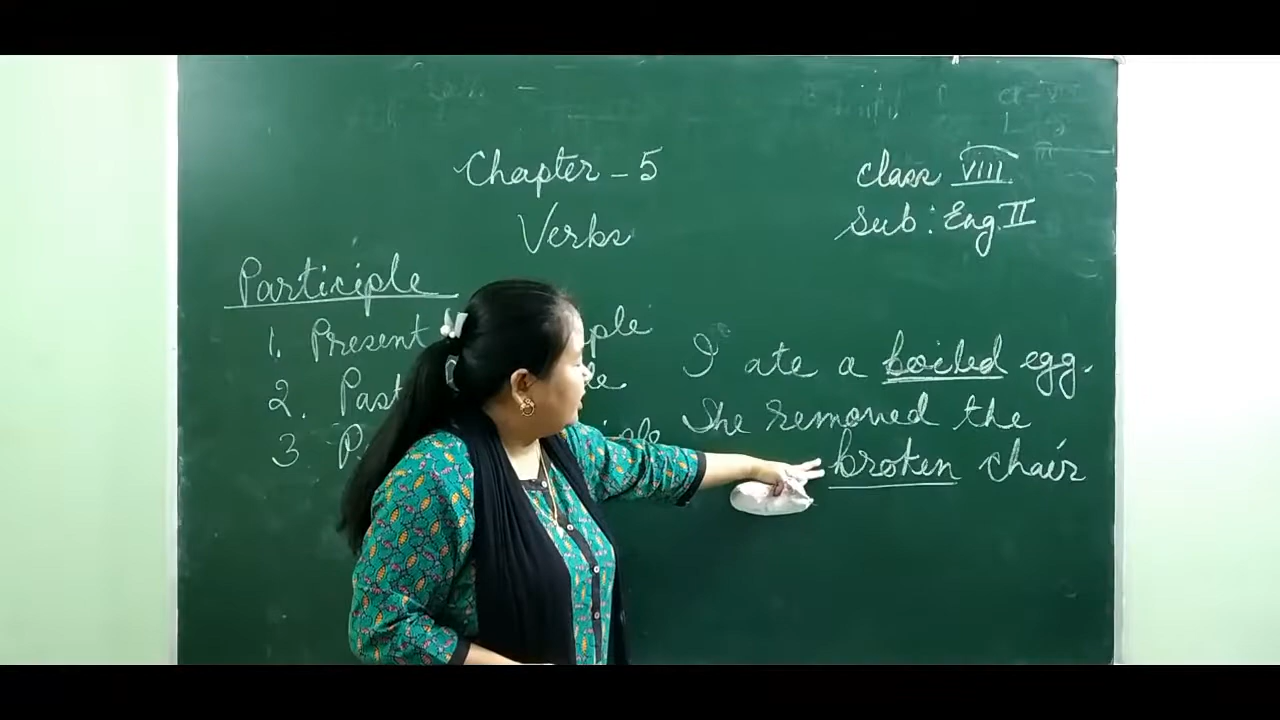 Chapter - 5
Verbs
Class VIII
Sub : Eng II
Participle
1. Present ple
2. Past
3. P
I ate a boiled egg.
She removed the
broken chair